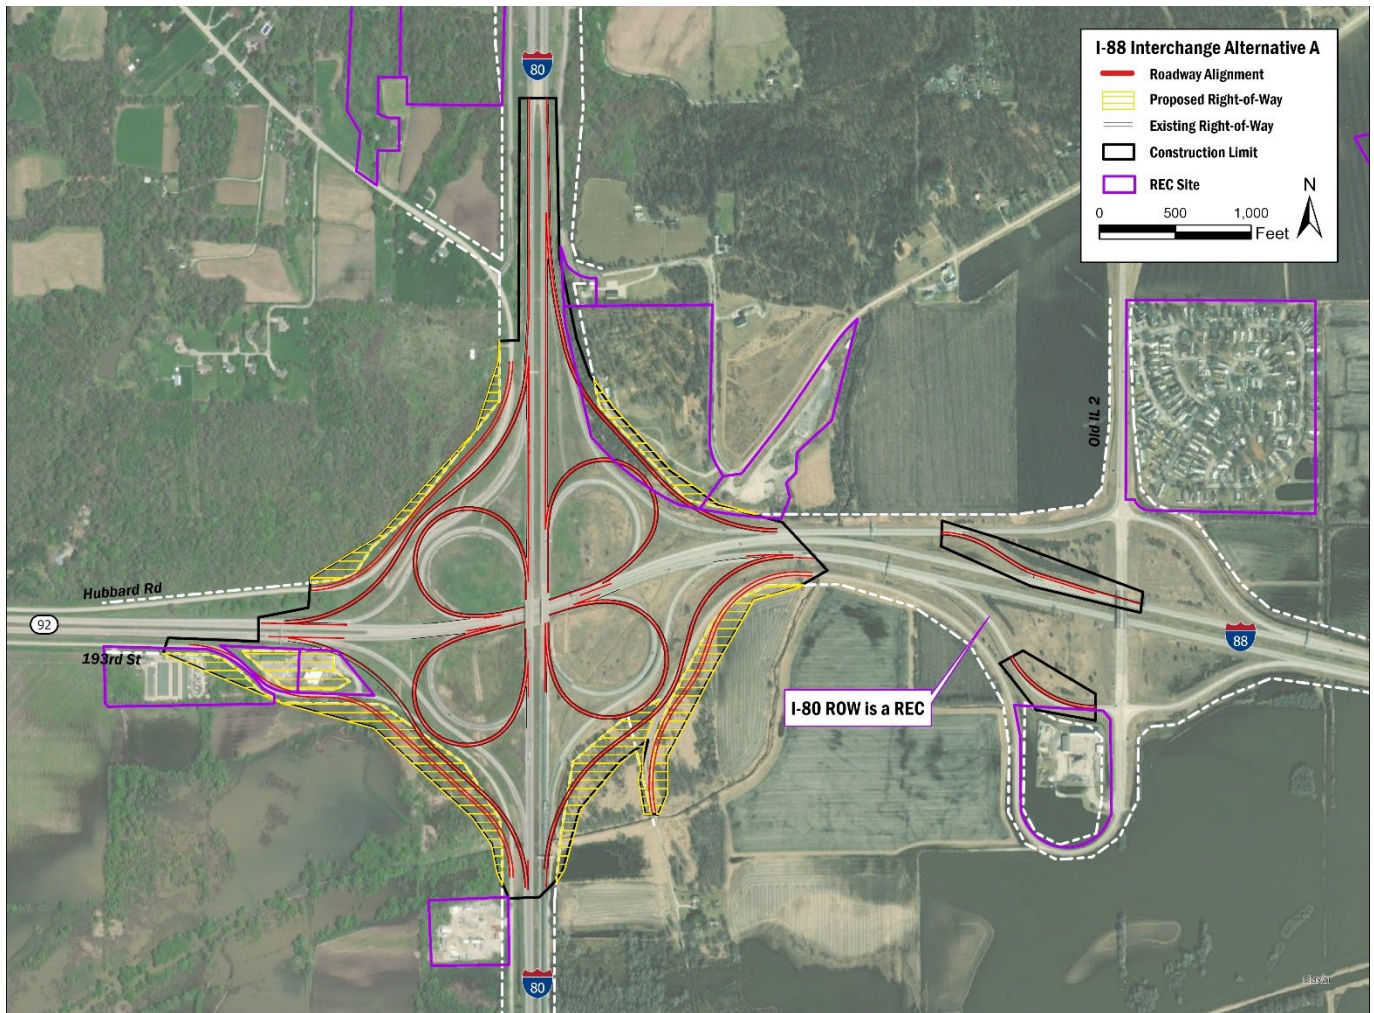 80
I-88 Interchange Alternative A
Roadway Alignment
Proposed Right-of-Way
Existing Right-of-Way
Construction Limit
REC Site
N
0 500 1,000
Feet
Old IL 2
Hubbard Rd
92
193rd St
88
I-80 ROW is a REC
80